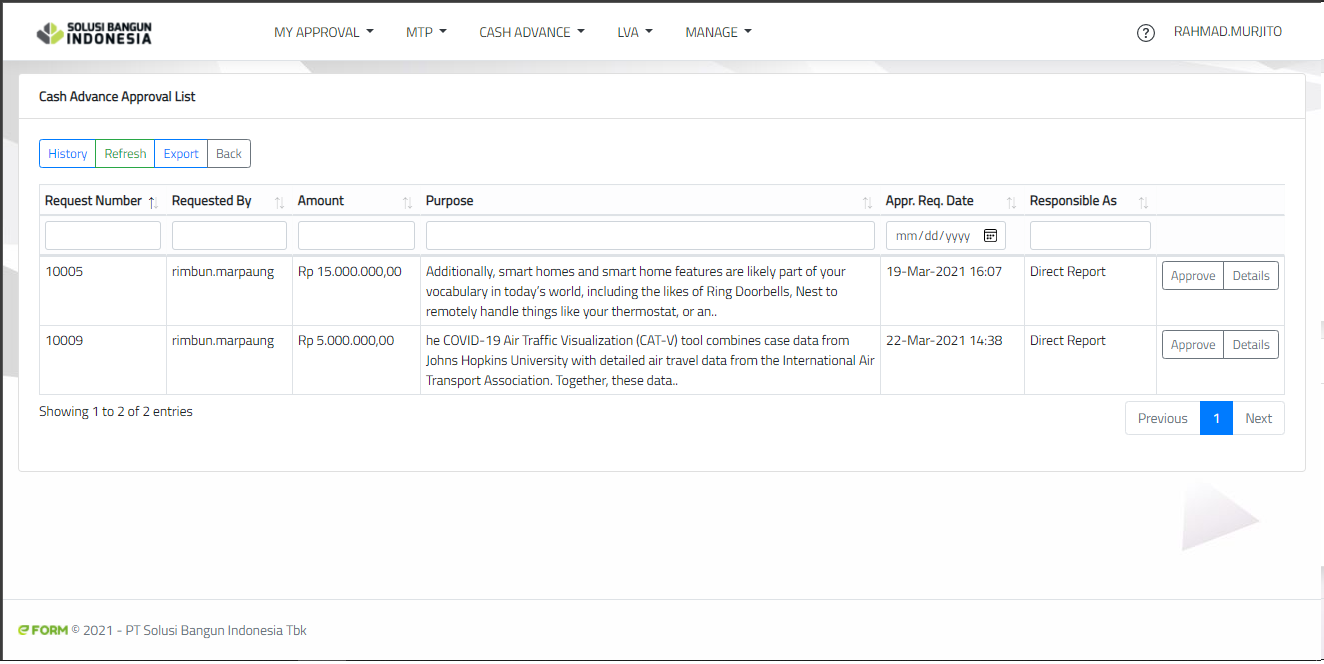 SOLUSI BANGUN
INDONESIA
MY APPROVAL MTP CASH ADVANCE LVA MANAGE ? RAHMAD.MURJITO
Cash Advance Approval List
History Refresh Export Back
Request Number Requested By Amount Purpose Appr. Req. Date Responsible As
mm/dd/yyyy
10005 rimbun.marpaung Rp 15.000.000,00 Additionally, smart homes and smart home features are likely part of your 19-Mar-2021 16:07 Direct Report Approve Details
vocabulary in today’s world, including the likes of Ring Doorbells, Nest to
remotely handle things like your thermostat, or an..
10009 rimbun.marpaung Rp 5.000.000,00 he COVID-19 Air Traffic Visualization (CAT-V) tool combines case data from 22-Mar-2021 14:38 Direct Report Approve Details
Johns Hopkins University with detailed air travel data from the International Air
Transport Association. Together, these data..
Showing 1 to 2 of 2 entries
Previous 1 Next
eFORM © 2021 - PT Solusi Bangun Indonesia Tbk